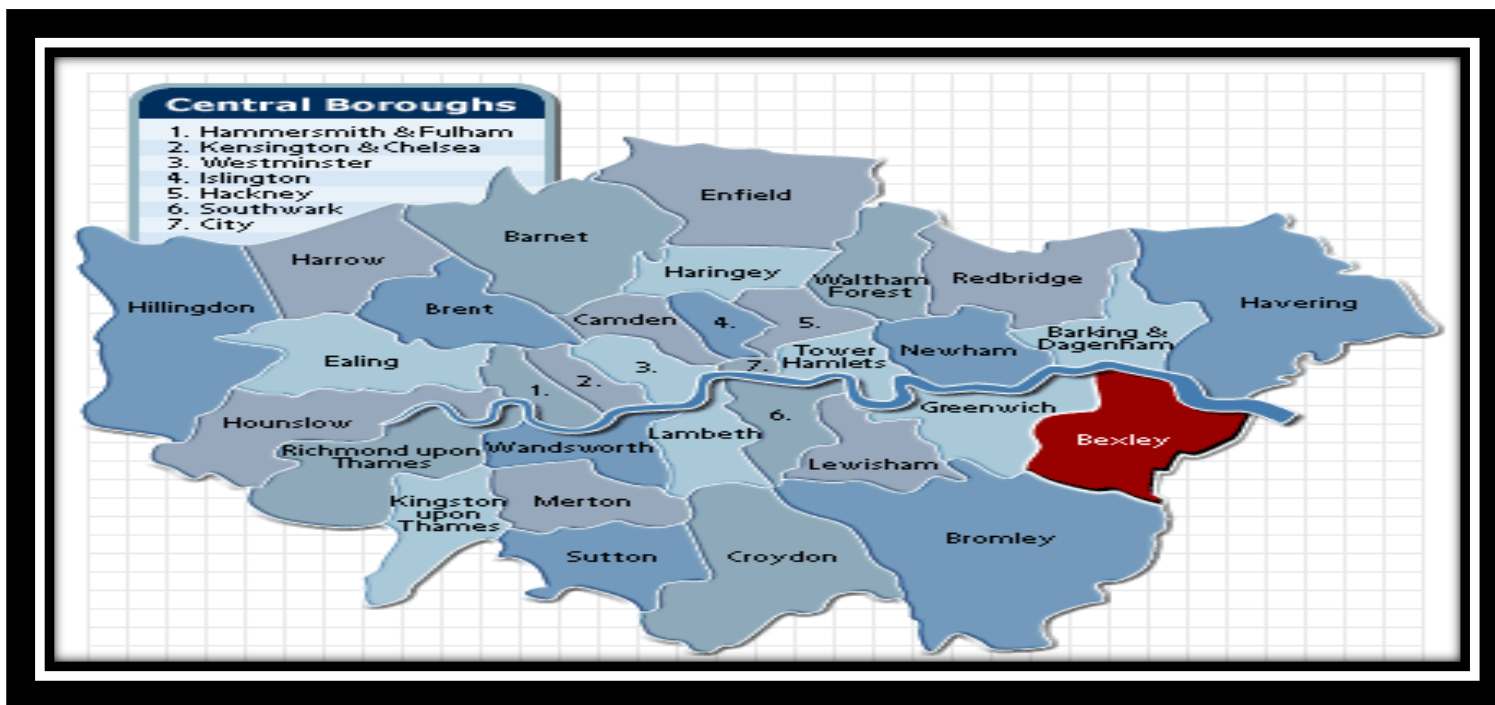 Central Boroughs
1. Hammersmith & Fulham
2. Kensington & Chelsea
3. Westminster
4. Islington
5. Hackney
6. Southwark
7. City
Enfield
Barnet
Harrow
Haringey
Waltham
Forest
Redbridge
Havering
Hillingdon
Brent
Camden
4.
5.
Barking &
Dagenham
Ealing
Tower
Hamlets
Newham
1.
2.
3.
7.
Hounslow
6.
Greenwich
Bexley
Richmond upon
Thames
Wandsworth
Lambeth
Lewisham
Kingston
upon
Thames
Merton
Sutton
Croydon
Bromley